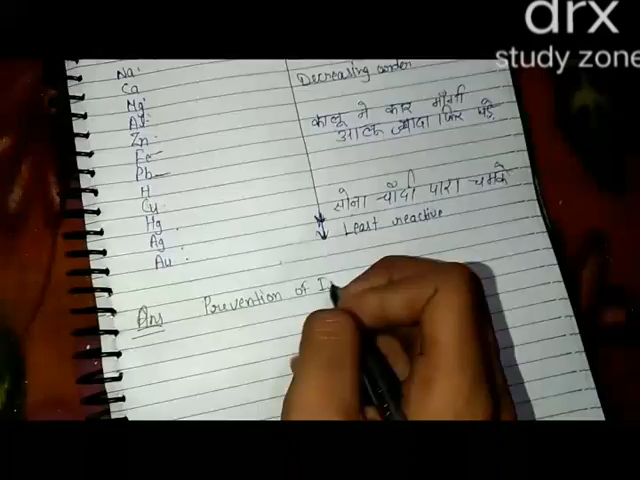 drx
study zone
Na
Ca
Mg
Al
Zn
Fe
Pb
H
Cu
Hg
Ag
Au
Decreasing order
कालू ने कार माँगी
आलू ज्यादा फिर पड़े
सोना चाँदी पारा चमके
Least reactive
Ans Prevention of